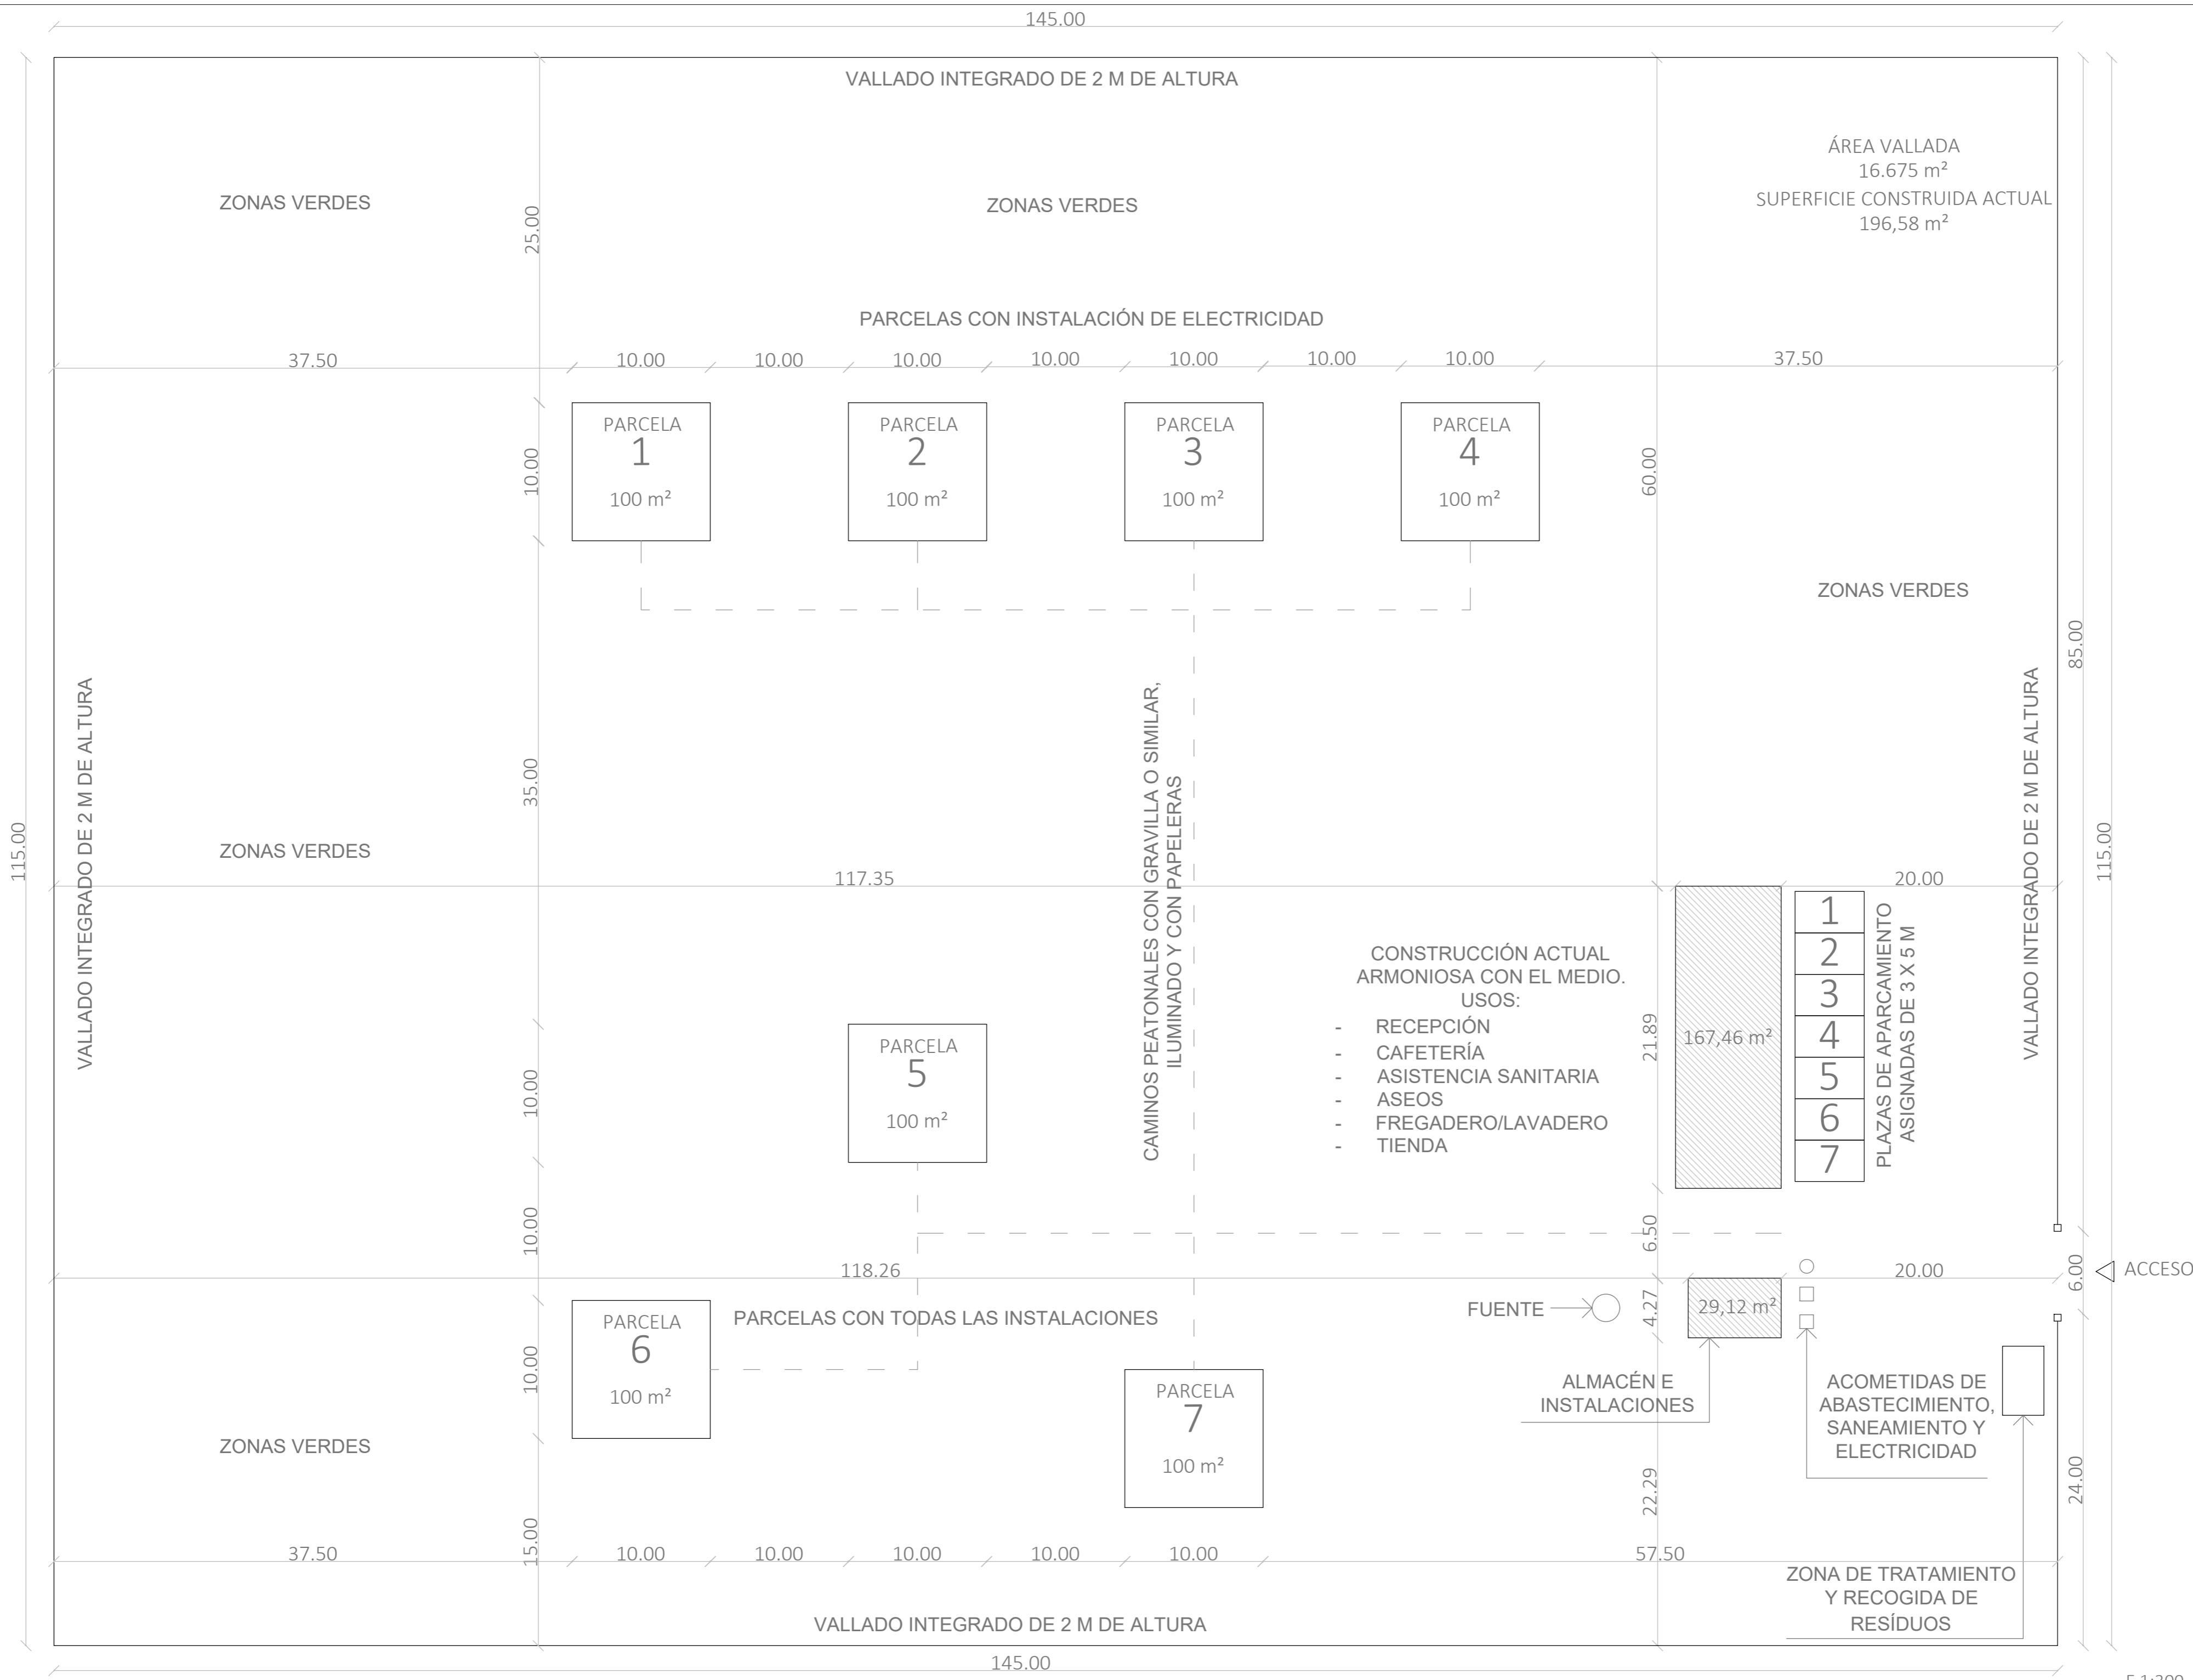 145.00
VALLADO INTEGRADO DE 2 M DE ALTURA
ÁREA VALLADA
16.675 m²
SUPERFICIE CONSTRUIDA ACTUAL
196,58 m²
ZONAS VERDES
ZONAS VERDES
25.00
PARCELAS CON INSTALACIÓN DE ELECTRICIDAD
37.50
10.00
10.00
10.00
10.00
10.00
10.00
10.00
37.50
PARCELA
1
100 m²
PARCELA
2
100 m²
PARCELA
3
100 m²
PARCELA
4
100 m²
10.00
60.00
ZONAS VERDES
85.00
VALLADO INTEGRADO DE 2 M DE ALTURA
115.00
35.00
CAMINOS PEATONALES CON GRAVILLA O SIMILAR,
ILUMINADO Y CON PAPELERAS
VALLADO INTEGRADO DE 2 M DE ALTURA
115.00
ZONAS VERDES
117.35
20.00
CONSTRUCCIÓN ACTUAL
ARMONIOSA CON EL MEDIO.
USOS:
- RECEPCIÓN
- CAFETERÍA
- ASISTENCIA SANITARIA
- ASEOS
- FREGADERO/LAVADERO
- TIENDA
21.89
167,46 m²
1
2
3
4
5
6
7
PLAZAS DE APARCAMIENTO
ASIGNADAS DE 3 X 5 M
PARCELA
5
100 m²
10.00
10.00
6.50
118.26
20.00
6.00
ACCESO
PARCELA
6
100 m²
10.00
PARCELAS CON TODAS LAS INSTALACIONES
FUENTE
4.27
29,12 m²
PARCELA
7
100 m²
ALMACÉN E
INSTALACIONES
ACOMETIDAS DE
ABASTECIMIENTO,
SANEAMIENTO Y
ELECTRICIDAD
ZONAS VERDES
22.29
24.00
15.00
37.50
10.00
10.00
10.00
10.00
10.00
57.50
ZONA DE TRATAMIENTO
Y RECOGIDA DE
RESÍDUOS
VALLADO INTEGRADO DE 2 M DE ALTURA
145.00